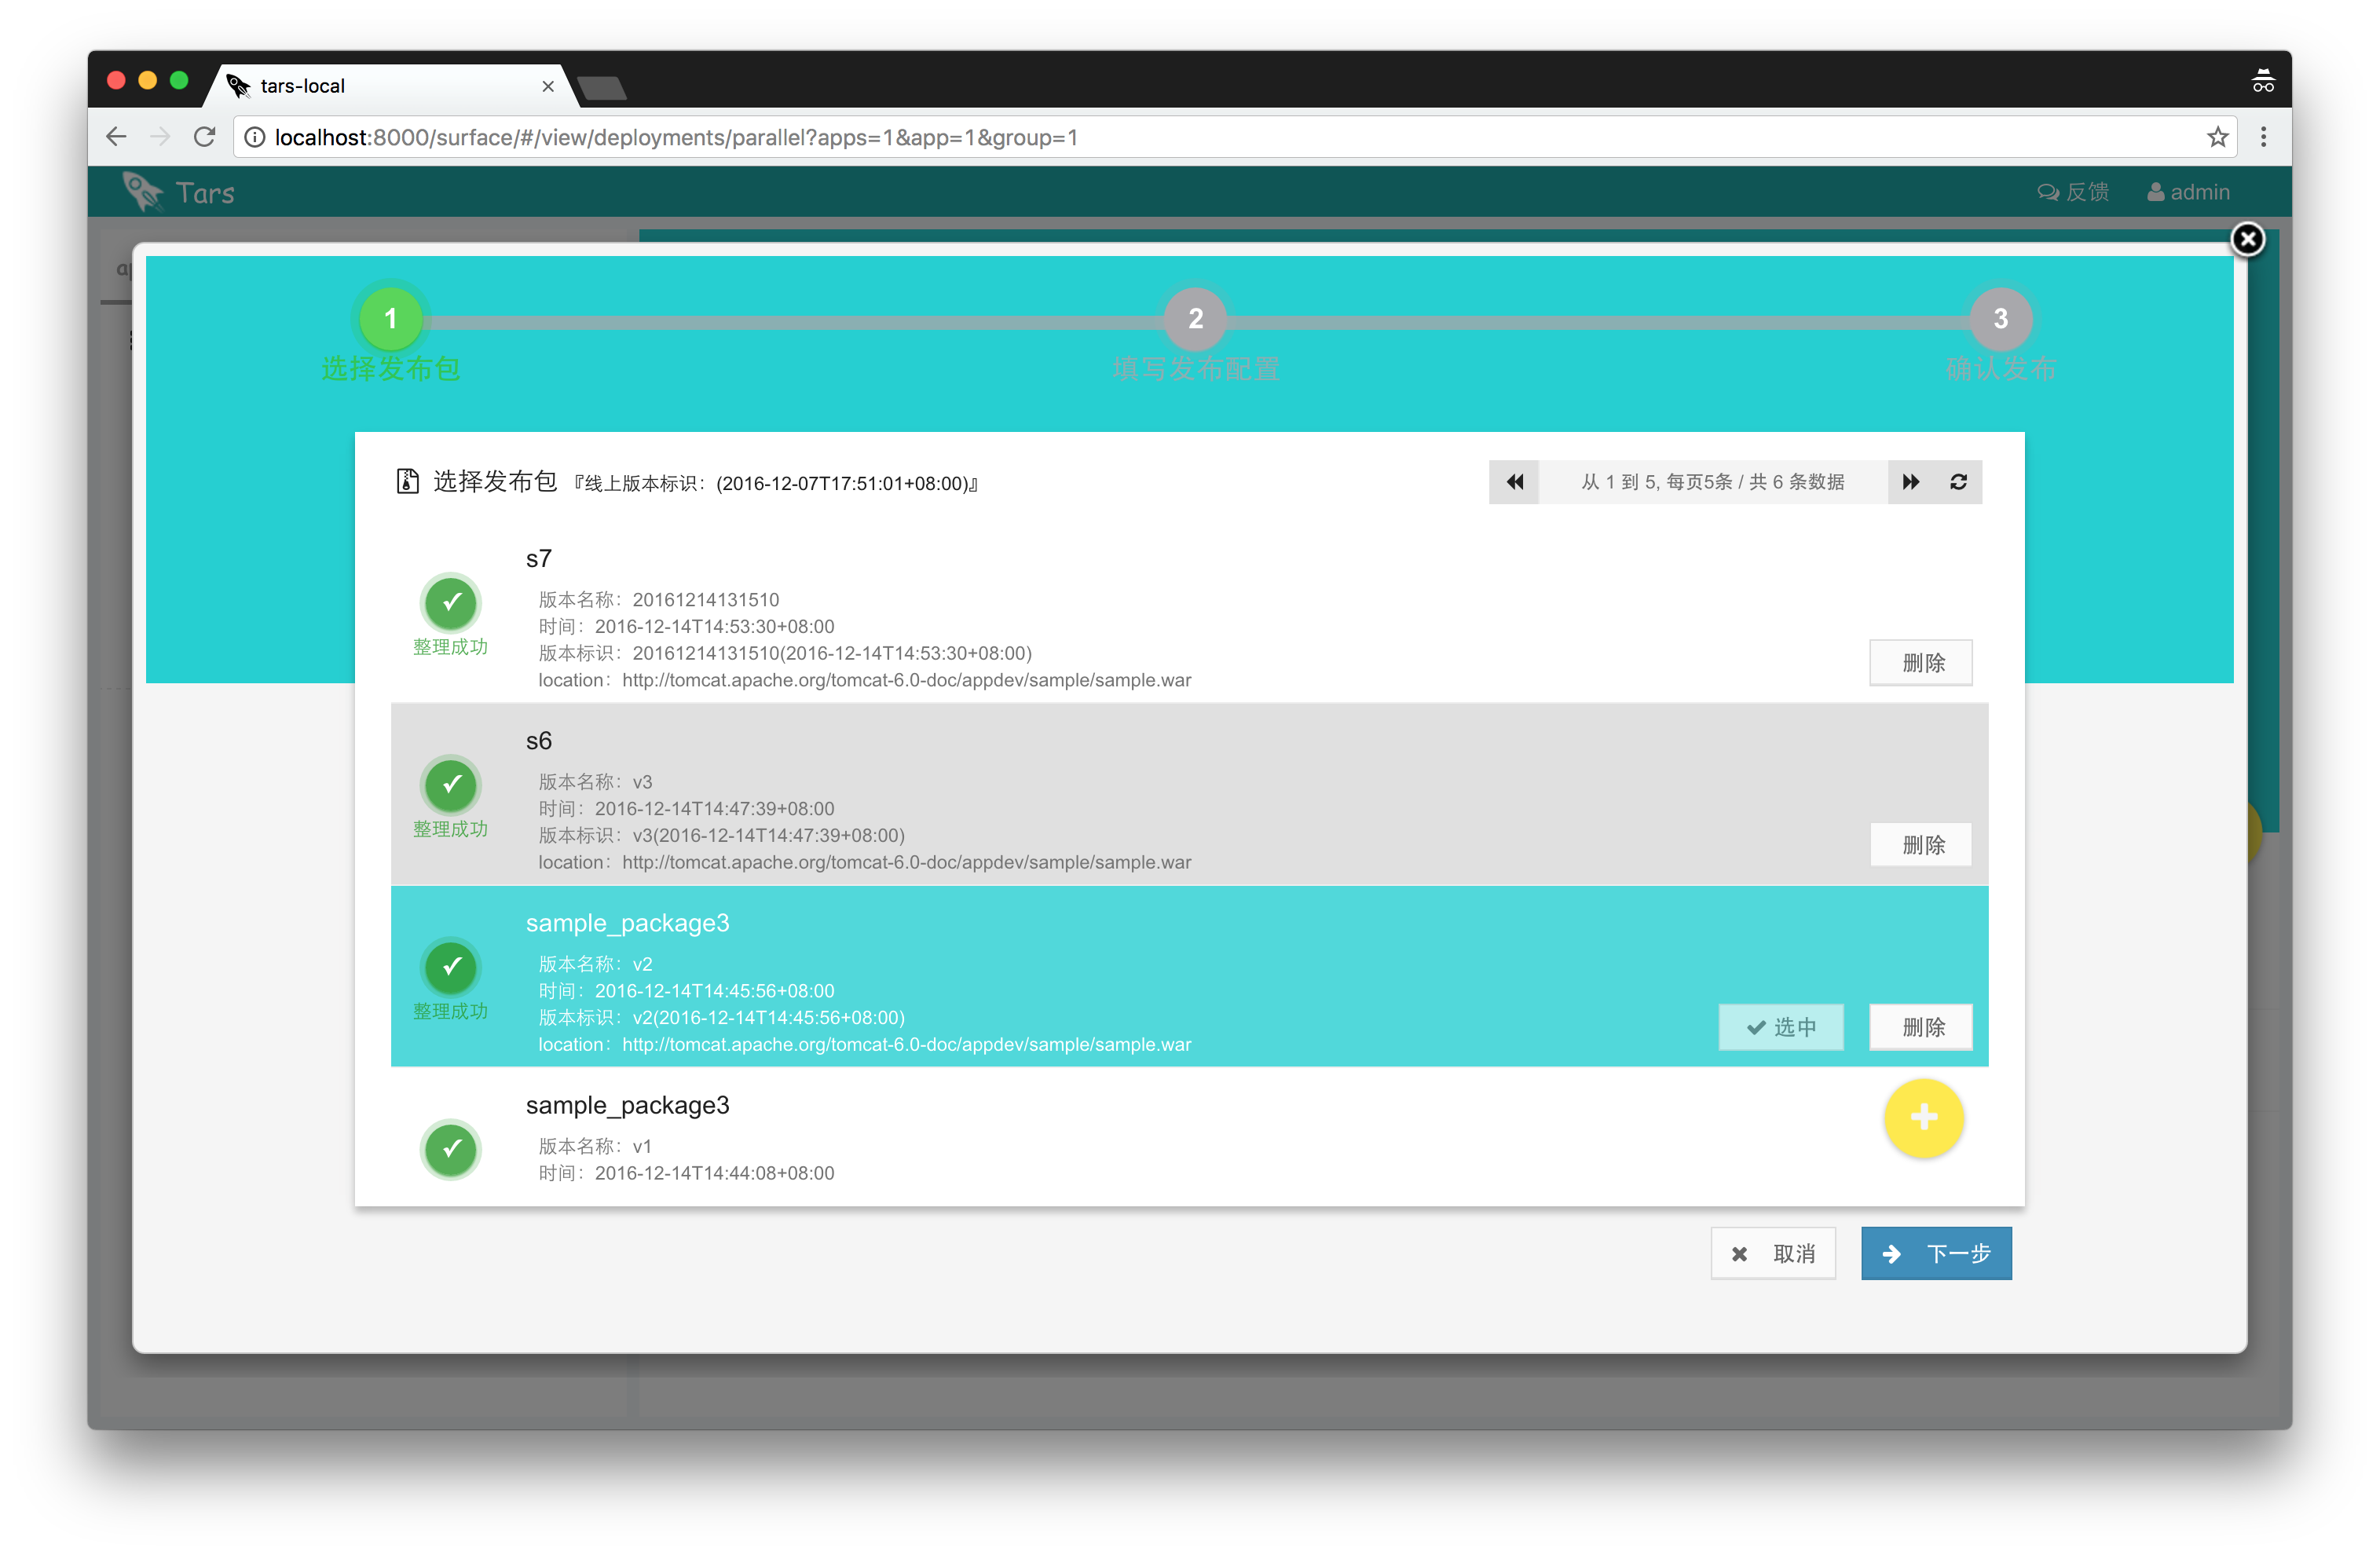 tars-local
localhost:8000/surface/#/view/deployments/parallel?apps=1&app=1&group=1
Tars
反馈
admin
1
2
3
选择发布包
填写发布配置
确认发布
选择发布包 『线上版本标识：(2016-12-07T17:51:01+08:00)』
从 1 到 5, 每页5条 / 共 6 条数据
s7
版本名称：20161214131510
时间：2016-12-14T14:53:30+08:00
整理成功
版本标识：20161214131510(2016-12-14T14:53:30+08:00)
location：http://tomcat.apache.org/tomcat-6.0-doc/appdev/sample/sample.war
删除
s6
版本名称：v3
时间：2016-12-14T14:47:39+08:00
整理成功
版本标识：v3(2016-12-14T14:47:39+08:00)
location：http://tomcat.apache.org/tomcat-6.0-doc/appdev/sample/sample.war
删除
sample_package3
版本名称：v2
时间：2016-12-14T14:45:56+08:00
整理成功
版本标识：v2(2016-12-14T14:45:56+08:00)
location：http://tomcat.apache.org/tomcat-6.0-doc/appdev/sample/sample.war
选中
删除
sample_package3
版本名称：v1
时间：2016-12-14T14:44:08+08:00
取消
下一步